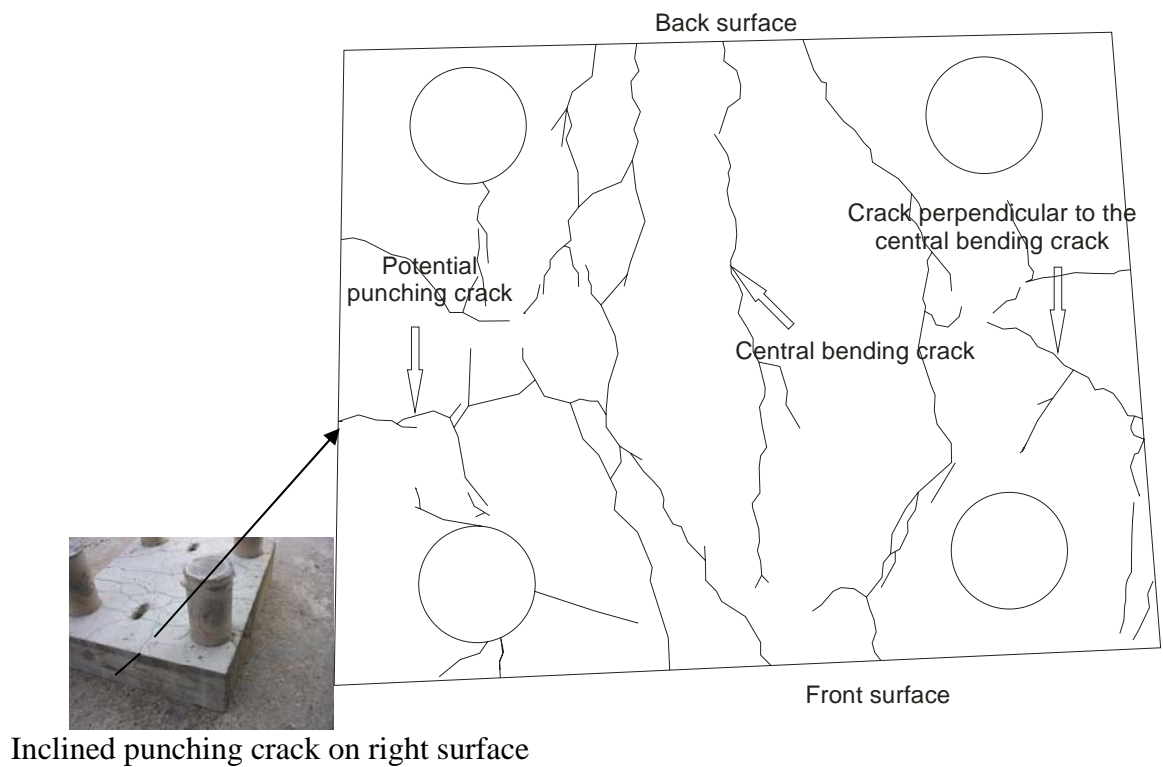 Back surface
Crack perpendicular to the
central bending crack
Potential
punching crack
Central bending crack
Front surface
Inclined punching crack on right surface